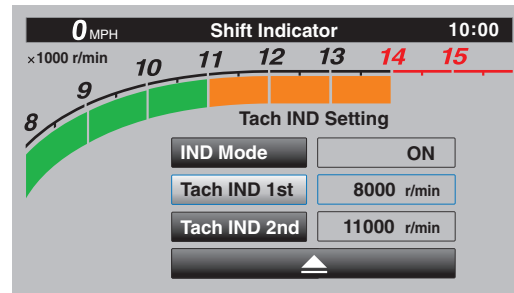 0 MPH Shift Indicator 10:00
×1000 r/min
8 9 10 11 12 13 14 15
Tach IND Setting
IND Mode ON
Tach IND 1st 8000 r/min
Tach IND 2nd 11000 r/min